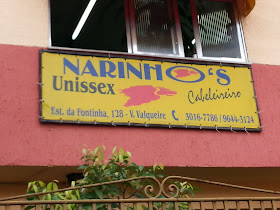 NARINHO'S
Unissex
Cabeleireiro
Est. da Fontinha, 128 - V. Valqueire 3016-7786 / 9644-3124